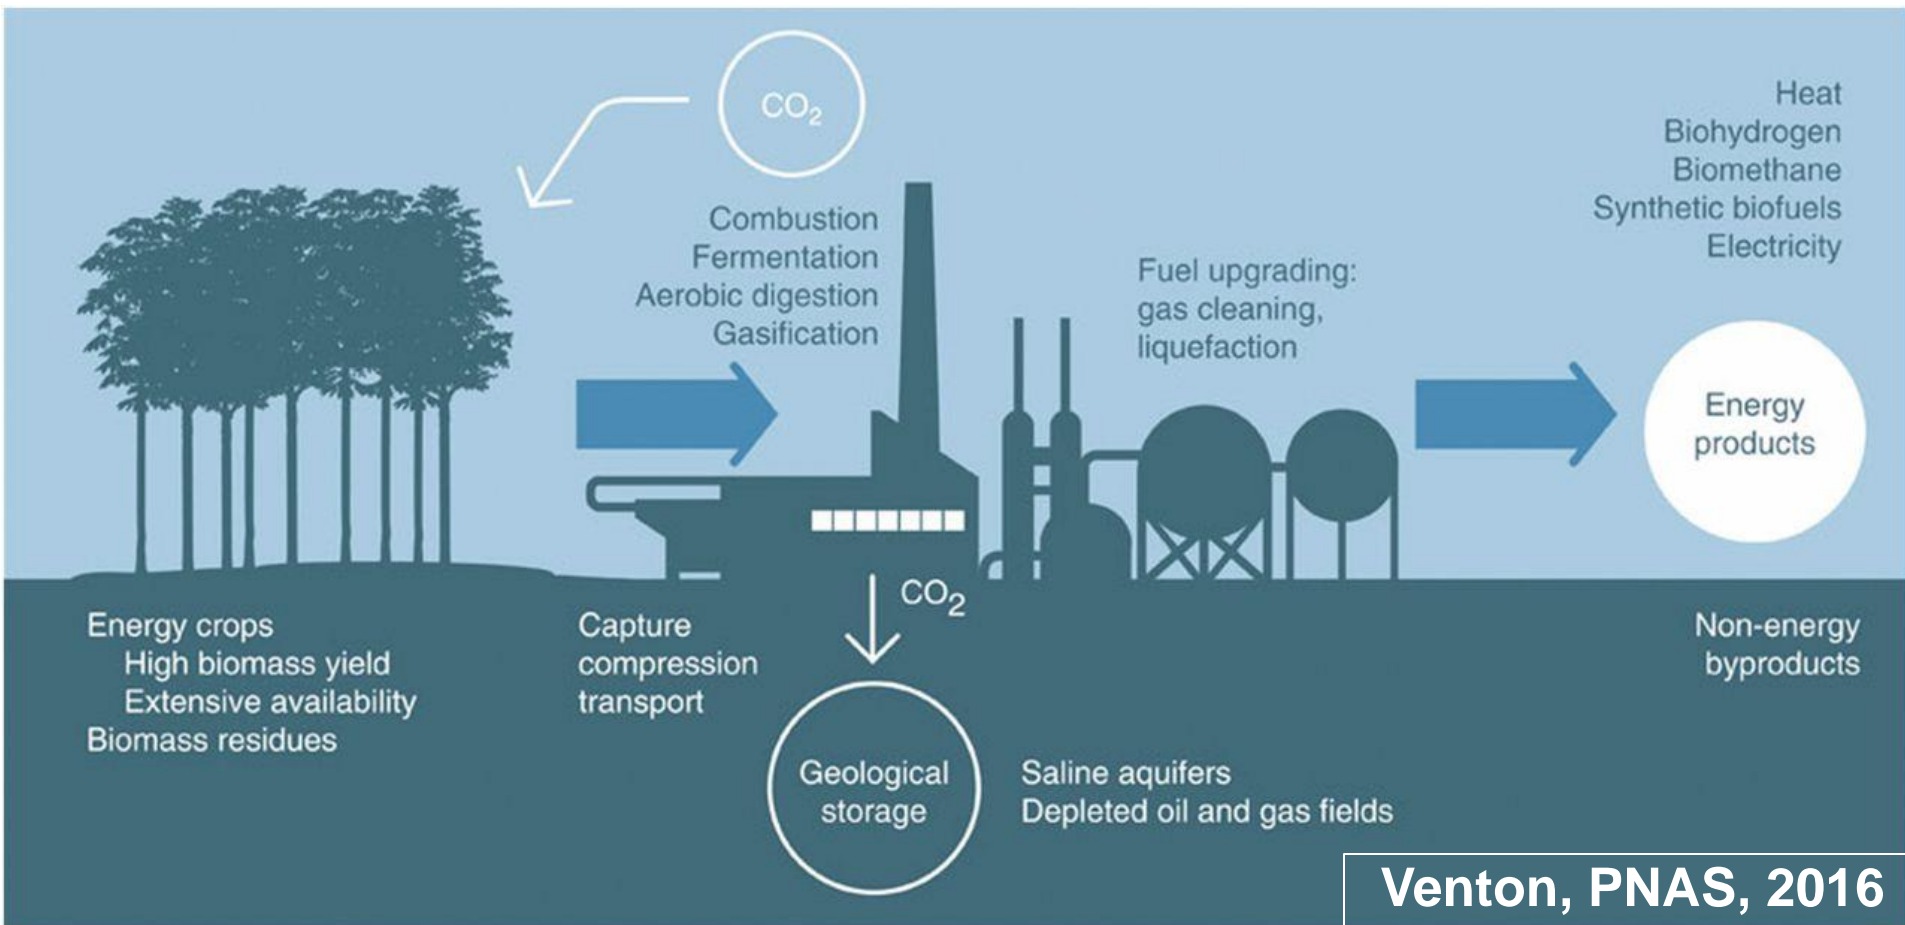 CO₂
Combustion
Fermentation
Aerobic digestion
Gasification
Fuel upgrading:
gas cleaning,
liquefaction
Heat
Biohydrogen
Biomethane
Synthetic biofuels
Electricity
Energy
products
Energy crops
High biomass yield
Extensive availability
Biomass residues
Capture
compression
transport
CO₂
Geological
storage
Saline aquifers
Depleted oil and gas fields
Non-energy
byproducts
Venton, PNAS, 2016